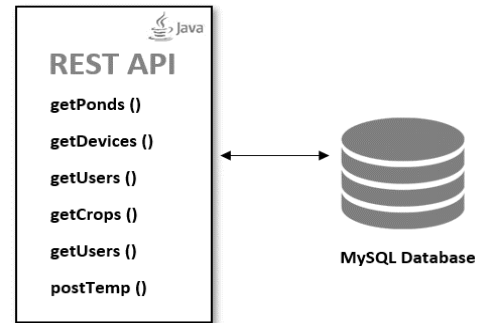 Java
REST API
getPonds ()
getDevices ()
getUsers ()
getCrops ()
getUsers ()
postTemp ()
MySQL Database